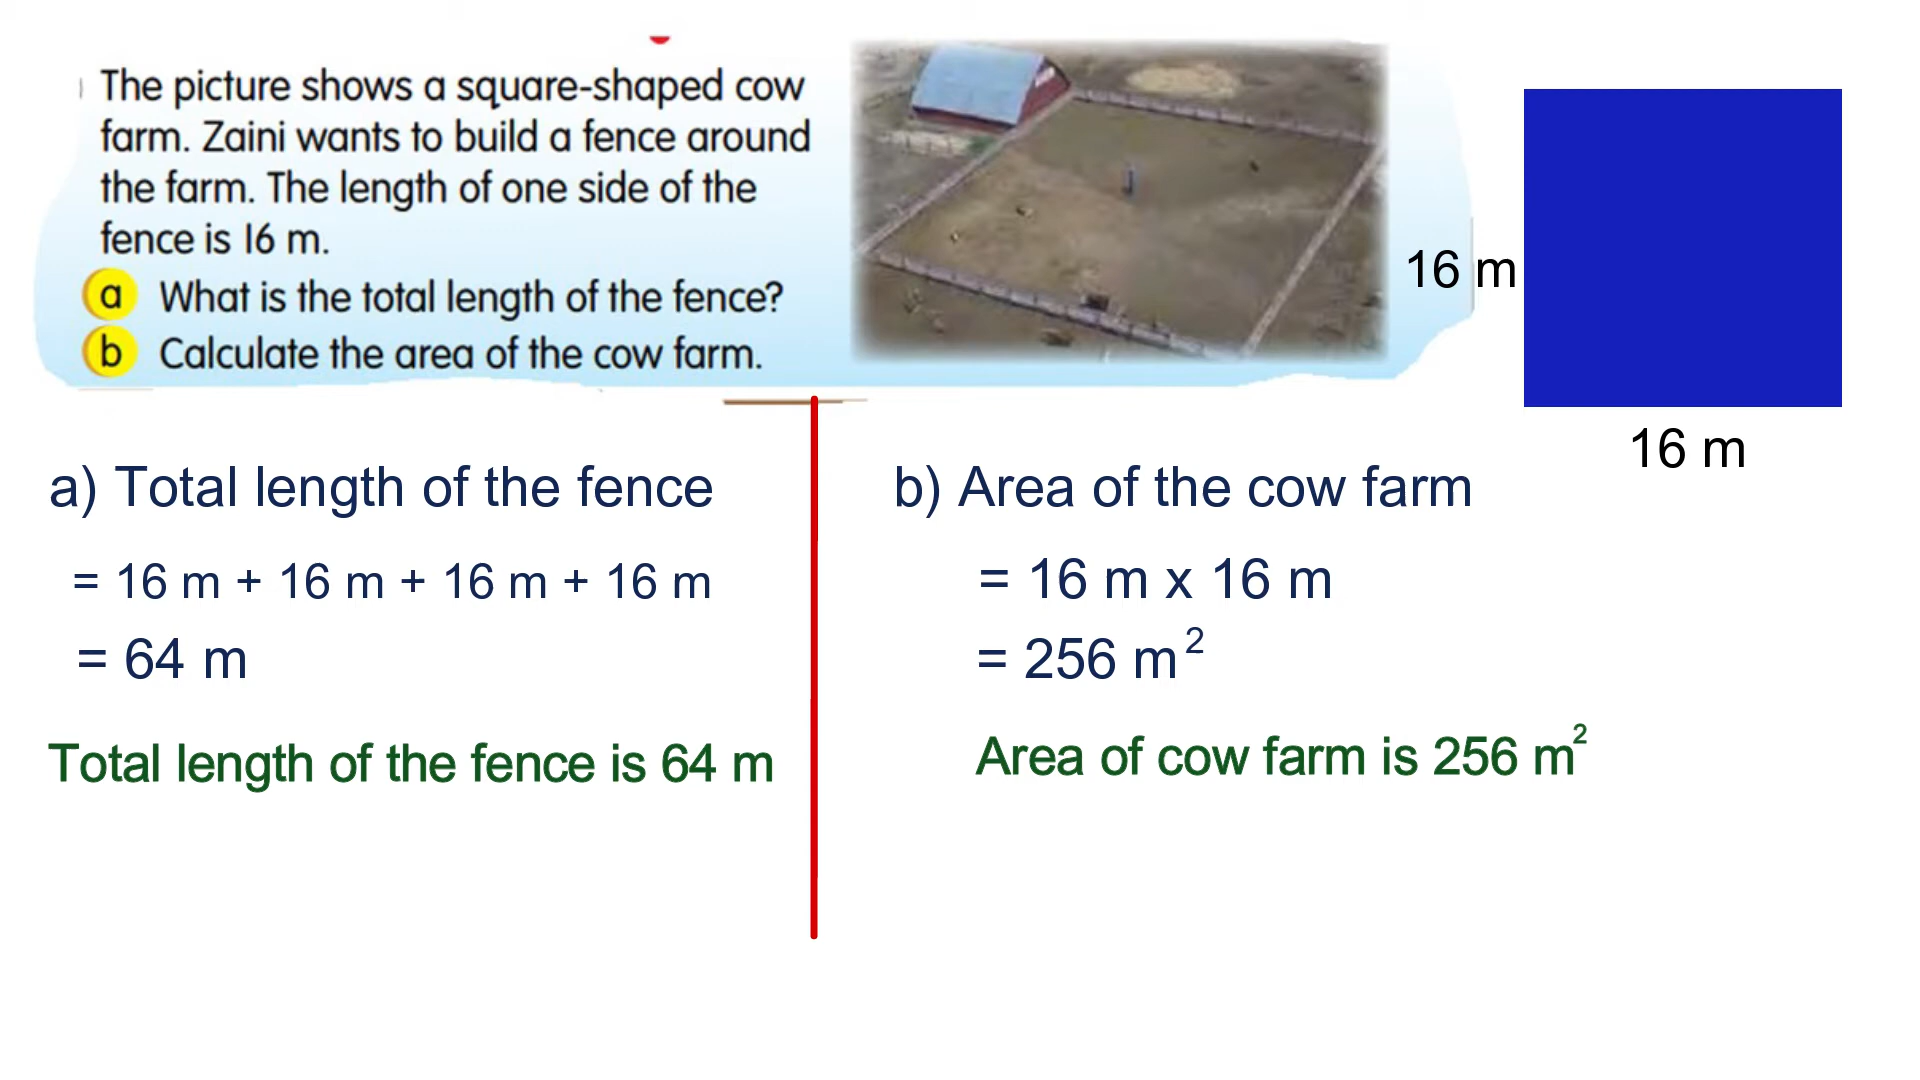 The picture shows a square-shaped cow
farm. Zaini wants to build a fence around
the farm. The length of one side of the
fence is 16 m.
a What is the total length of the fence?
b Calculate the area of the cow farm.
16 m
16 m
a) Total length of the fence
= 16 m + 16 m + 16 m + 16 m
= 64 m
Total length of the fence is 64 m
b) Area of the cow farm
= 16 m x 16 m
= 256 m²
Area of cow farm is 256 m²